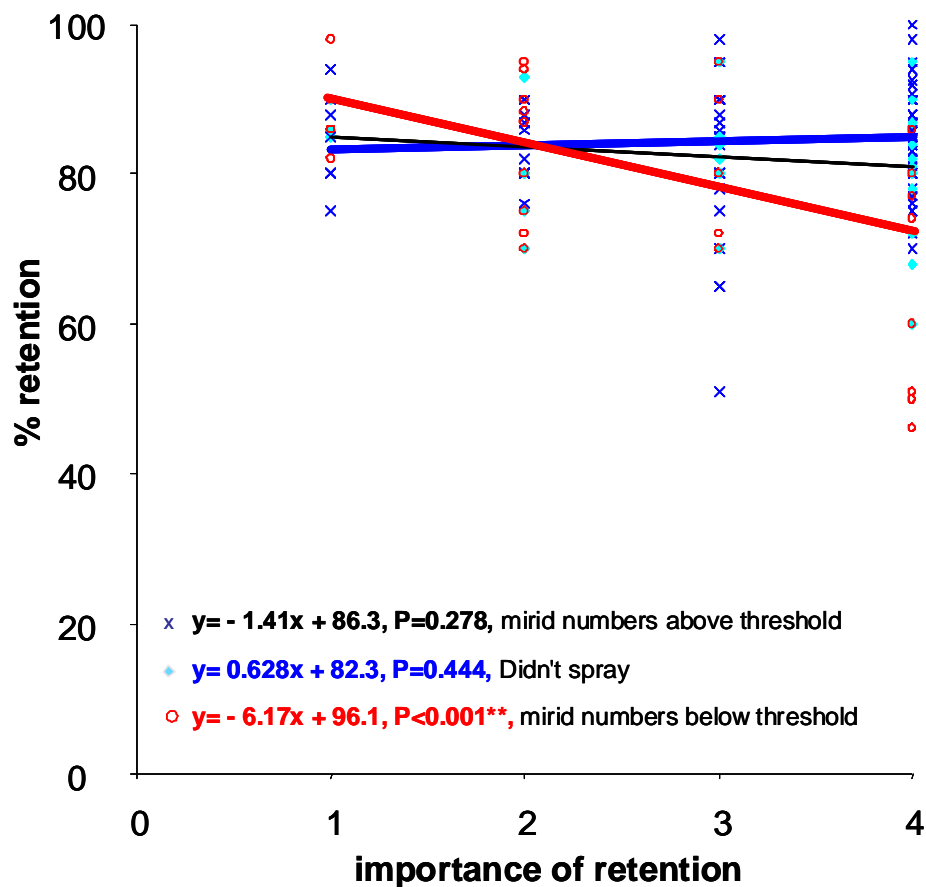 100
80
60
40
20
0
% retention
x y= - 1.41x + 86.3, P=0.278, mirid numbers above threshold
y= 0.628x + 82.3, P=0.444, Didn't spray
y= - 6.17x + 96.1, P<0.001**, mirid numbers below threshold
0 1 2 3 4
importance of retention